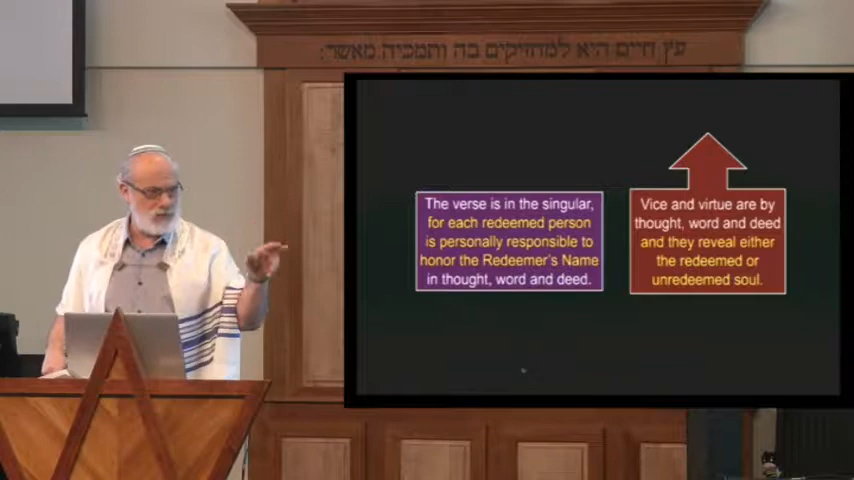 עץ חיים היא למחזיקים בה ותמכיה מאשר:
The verse is in the singular,
for each redeemed person
is personally responsible to
honor the Redeemer's Name
in thought, word and deed.
Vice and virtue are by
thought, word and deed
and they reveal either
the redeemed or
unredeemed soul.